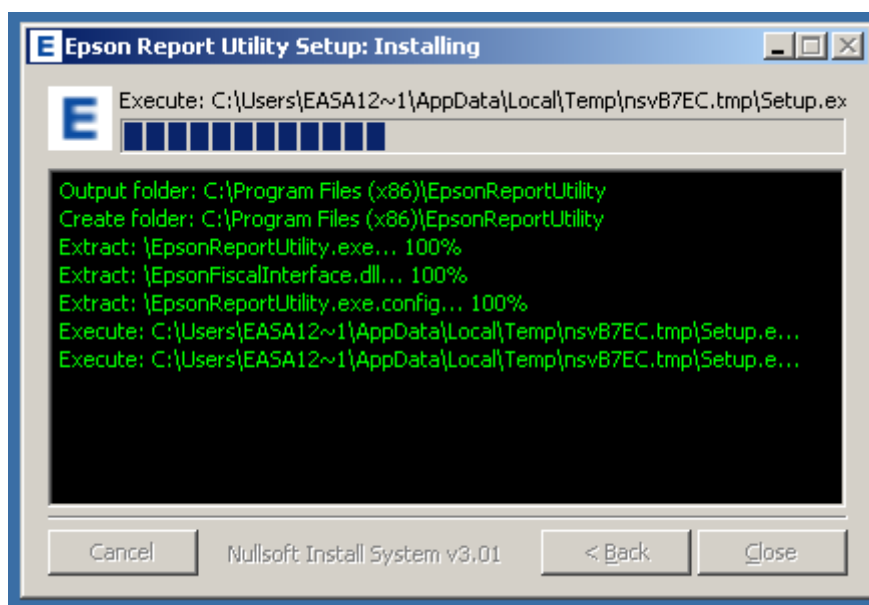 E Epson Report Utility Setup: Installing
E
Execute: C:\Users\EASA12~1\AppData\Local\Temp\nsvB7EC.tmp\Setup.ex
Output folder: C:\Program Files (x86)\EpsonReportUtility
Create folder: C:\Program Files (x86)\EpsonReportUtility
Extract: \EpsonReportUtility.exe... 100%
Extract: \EpsonFiscalInterface.dll... 100%
Extract: \EpsonReportUtility.exe.config... 100%
Execute: C:\Users\EASA12~1\AppData\Local\Temp\nsvB7EC.tmp\Setup.e...
Execute: C:\Users\EASA12~1\AppData\Local\Temp\nsvB7EC.tmp\Setup.e...
Cancel Nullsoft Install System v3.01 < Back Close